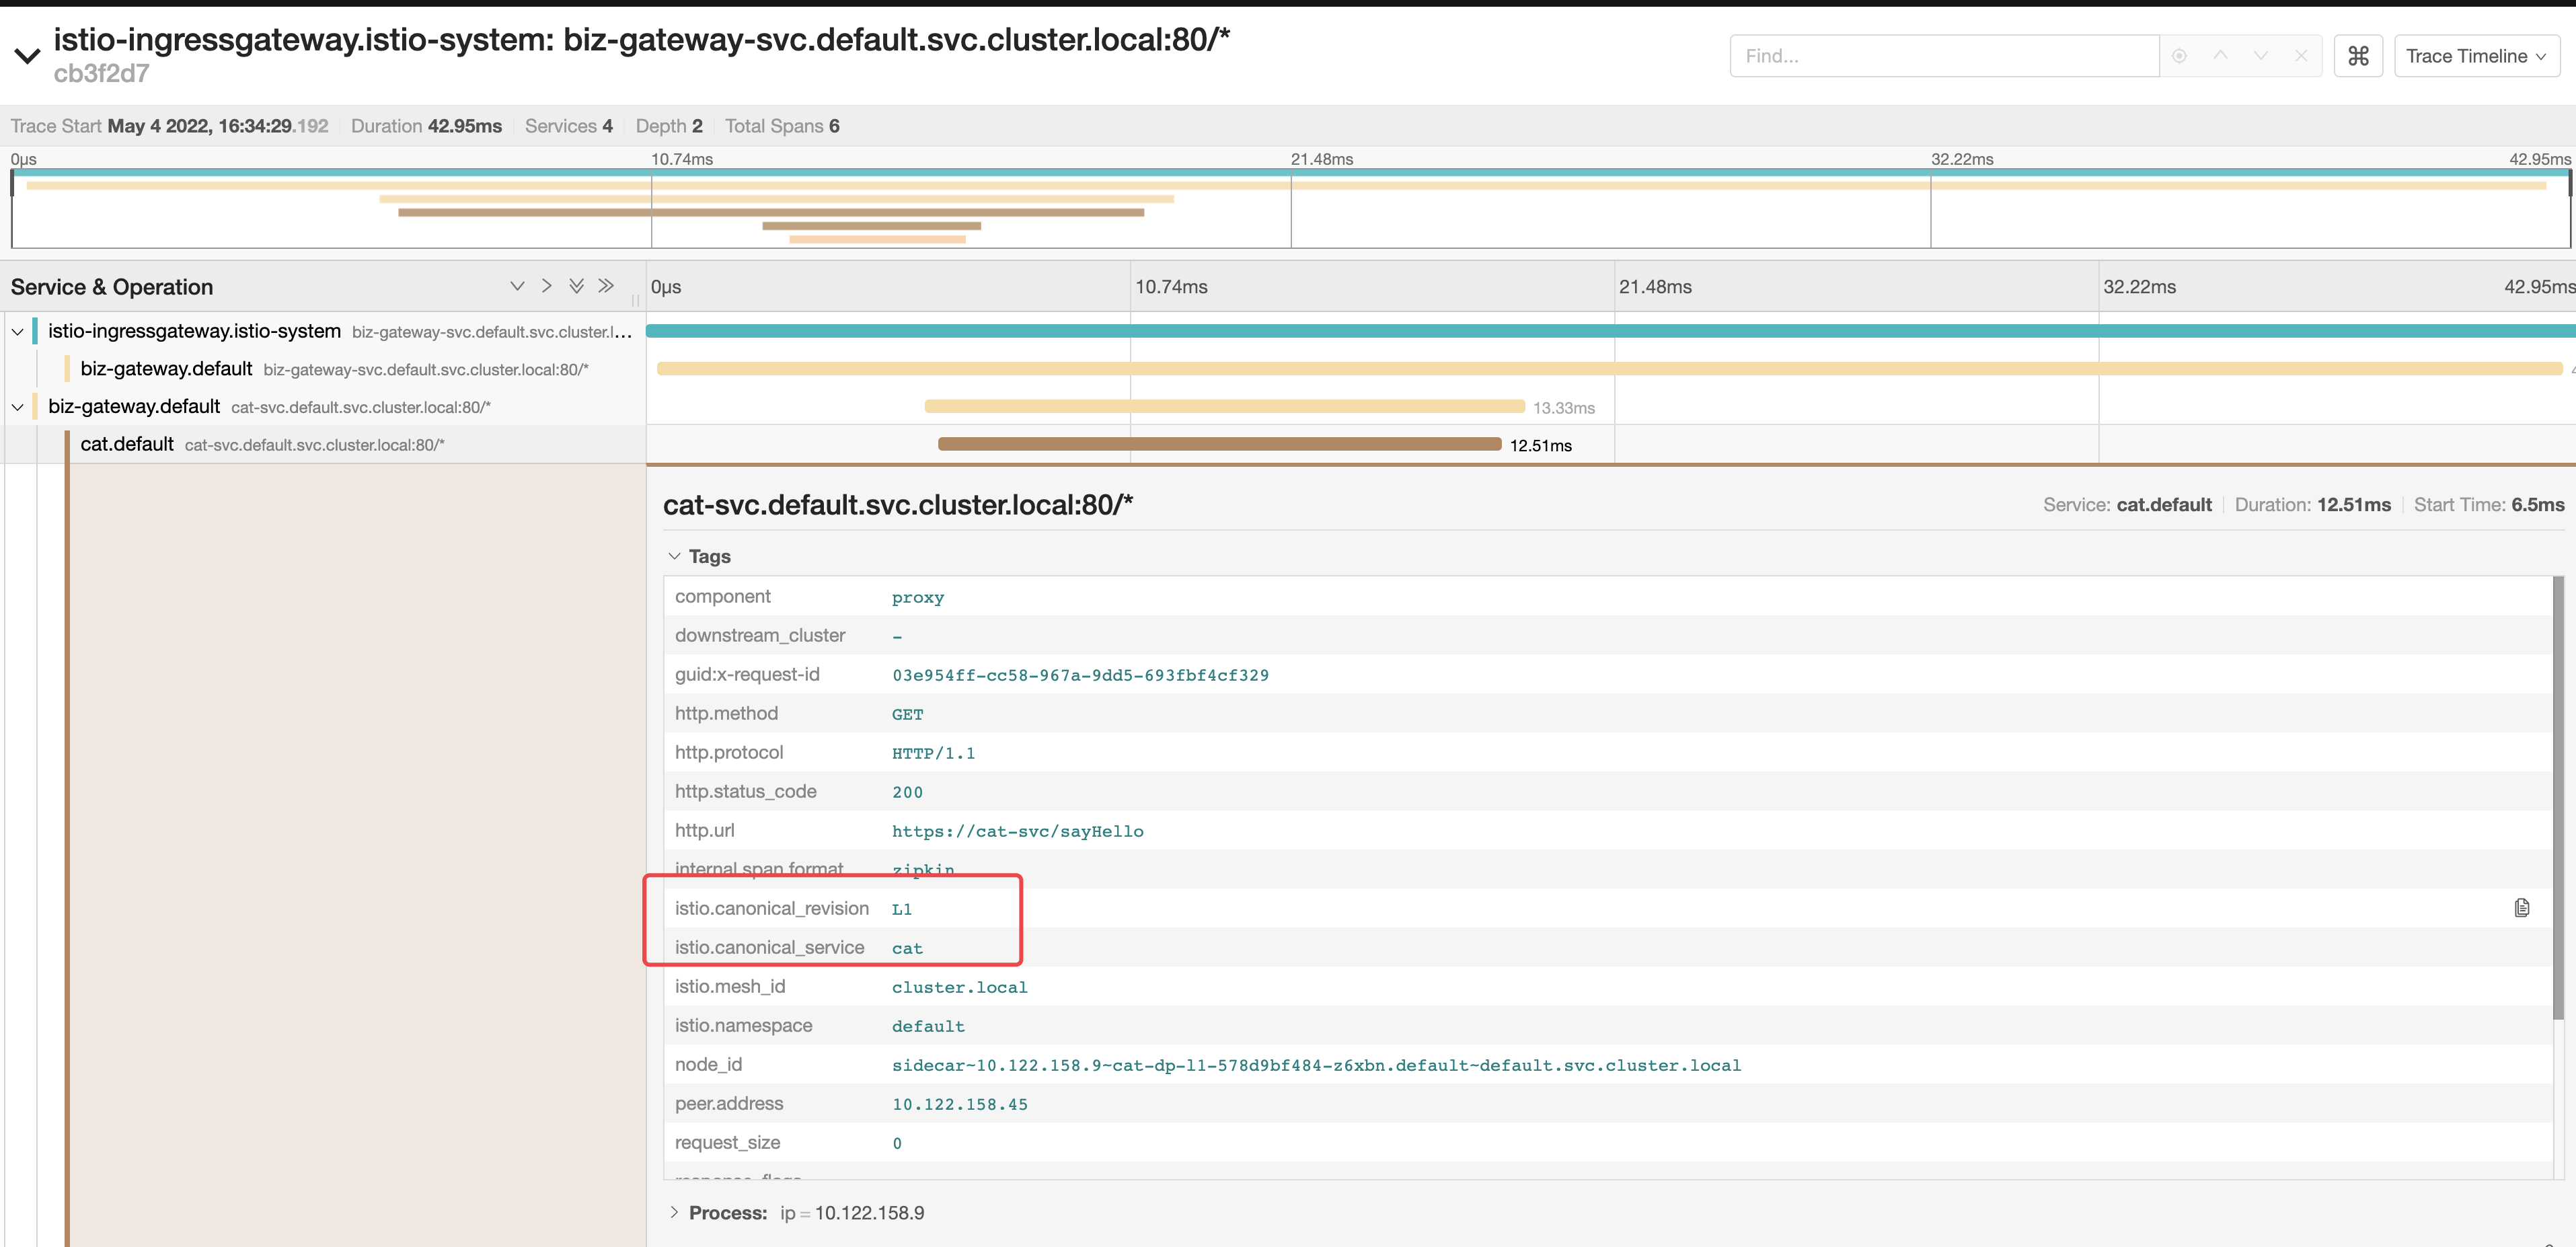 istio-ingressgateway.istio-system: biz-gateway-svc.default.svc.cluster.local:80/*
cb3f2d7
Find...
⌘
Trace Timeline
Trace Start May 4 2022, 16:34:29.192 Duration 42.95ms Services 4 Depth 2 Total Spans 6
0μs 10.74ms 21.48ms 32.22ms 42.95ms
Service & Operation 0μs 10.74ms 21.48ms 32.22ms 42.95ms
istio-ingressgateway.istio-system biz-gateway-svc.default.svc.cluster.l...
biz-gateway.default biz-gateway-svc.default.svc.cluster.local:80/*
biz-gateway.default cat-svc.default.svc.cluster.local:80/* 13.33ms
cat.default cat-svc.default.svc.cluster.local:80/* 12.51ms
cat-svc.default.svc.cluster.local:80/* Service: cat.default Duration: 12.51ms Start Time: 6.5ms
Tags
component proxy
downstream_cluster -
guid:x-request-id 03e954ff-cc58-967a-9dd5-693fbf4cf329
http.method GET
http.protocol HTTP/1.1
http.status_code 200
http.url https://cat-svc/sayHello
internal.span.format zipkin
istio.canonical_revision L1
istio.canonical_service cat
istio.mesh_id cluster.local
istio.namespace default
node_id sidecar~10.122.158.9~cat-dp-l1-578d9bf484-z6xbn.default~default.svc.cluster.local
peer.address 10.122.158.45
request_size 0
Process: ip = 10.122.158.9